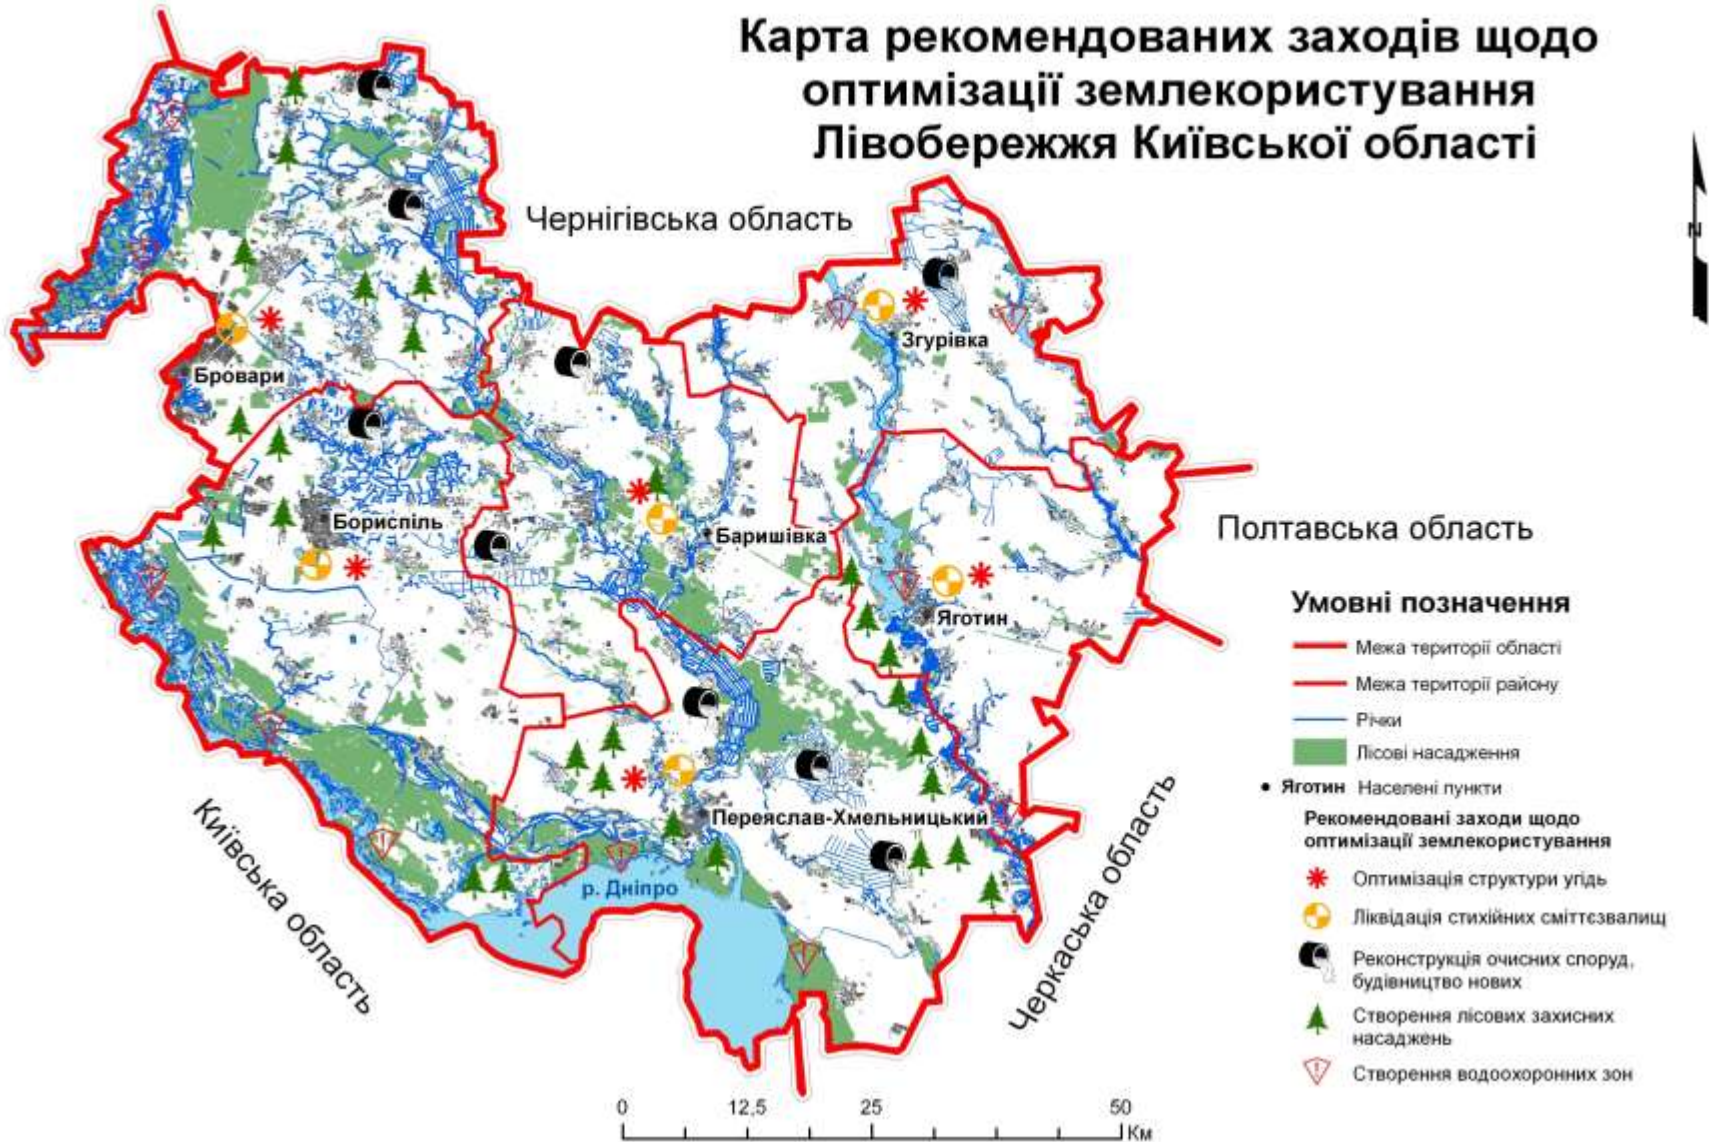 Карта рекомендованих заходів щодо
оптимізації землекористування
Лівобережжя Київської області
N
Чернігівська область
Згурівка
Бровари
Бориспіль
Баришівка
Полтавська область
Яготин
Переяслав-Хмельницький
р. Дніпро
Київська область
Черкаська область
Умовні позначення
Межа території області
Межа території району
Річки
Лісові насадження
Яготин Населені пункти
Рекомендовані заходи щодо
оптимізації землекористування
Оптимізація структури угідь
Ліквідація стихійних сміттєзвалищ
Реконструкція очисних споруд,
будівництво нових
Створення лісових захисних
насаджень
Створення водоохоронних зон
0 12,5 25 50
Км